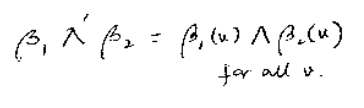 β₁ ∧' β₂ = β₁(u) ∧ β₂(u)
for all u.